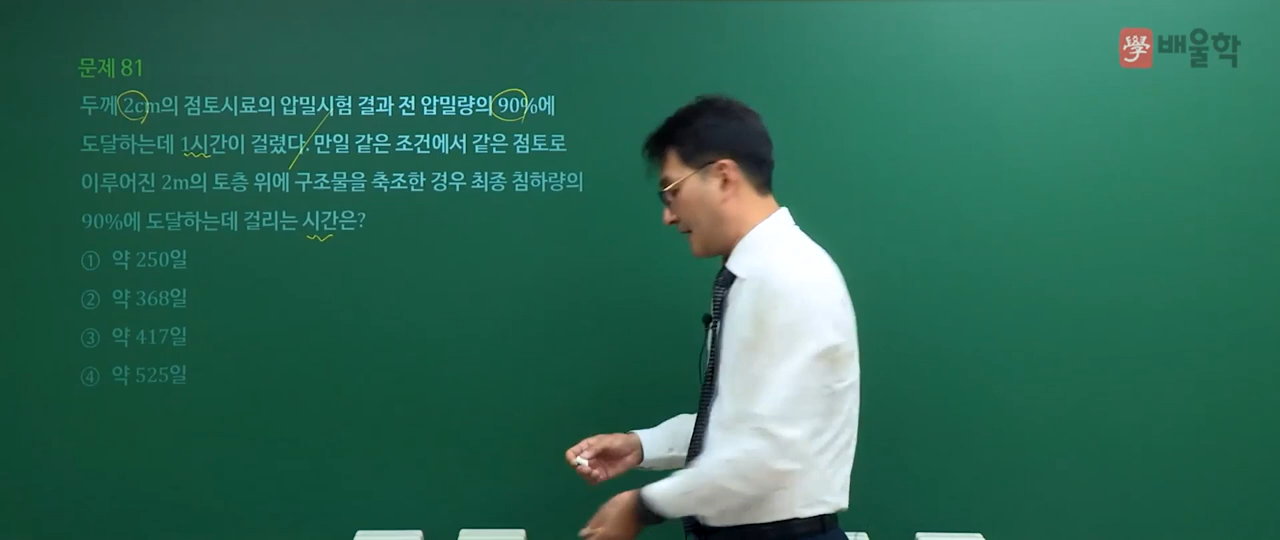 學 배울학
문제 81
두께 2cm의 점토시료의 압밀시험 결과 전 압밀량의 90%에
도달하는데 1시간이 걸렸다. 만일 같은 조건에서 같은 점토로
이루어진 2m의 토층 위에 구조물을 축조한 경우 최종 침하량의
90%에 도달하는데 걸리는 시간은?
① 약 250일
② 약 368일
③ 약 417일
④ 약 525일